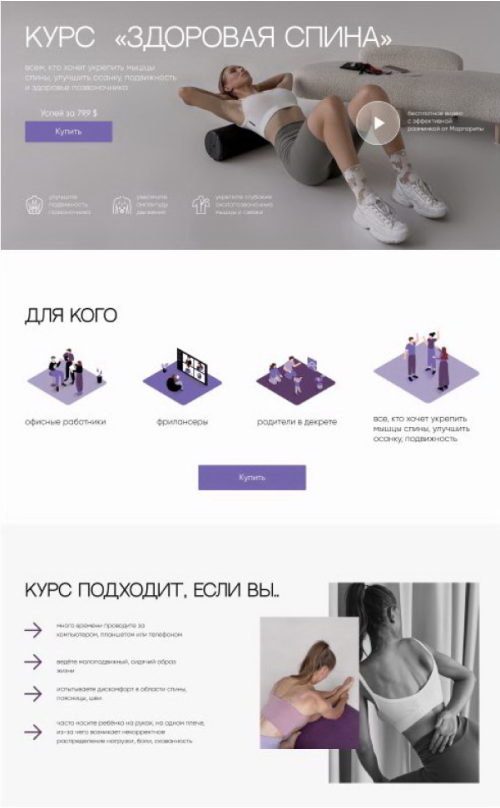 КУРС «ЗДОРОВАЯ СПИНА»
всем, кто хочет укрепить мышцы
спины, улучшить осанку, подвижность
и здоровье позвоночника
Успей за 799 $
Купить
бесплатное видео
с эффективной
разминкой от Маргариты
улучшите
подвижность
позвоночника
увеличите
амплитуду
движения
укрепите глубокие
околопозвоночные
мышцы и связки
ДЛЯ КОГО
офисные работники
фрилансеры
родители в декрете
все, кто хочет укрепить
мышцы спины, улучшить
осанку, подвижность
Купить
КУРС ПОДХОДИТ, ЕСЛИ ВЫ..
много времени проводите за
компьютером, планшетом или телефоном
ведёте малоподвижный, сидячий образ
жизни
испытываете дискомфорт в области спины,
поясницы, шеи
часто носите ребёнка на руках, на одном плече,
из-за чего возникает некорректное
распределение нагрузки, боли, скованность